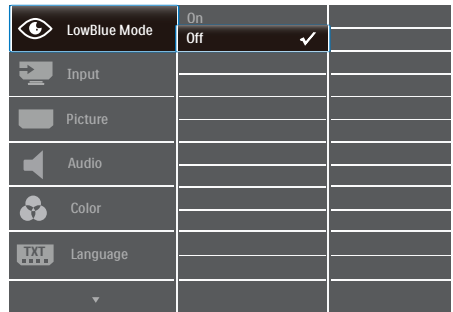 LowBlue Mode
On
Off
Input
Picture
Audio
Color
TXT
Language